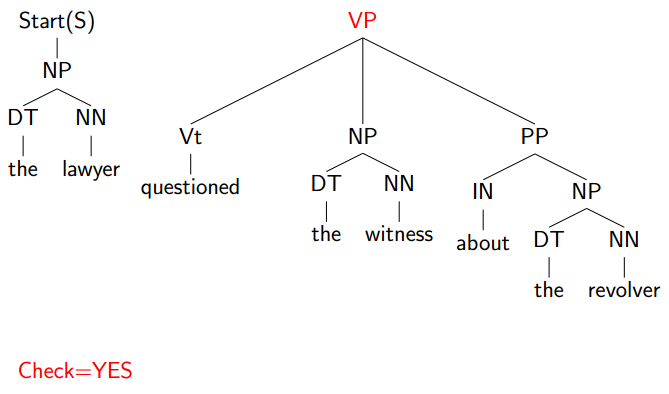 Start(S) VP
NP
DT NN Vt NP PP
the lawyer questioned DT NN IN NP
the witness about DT NN
the revolver
Check=YES